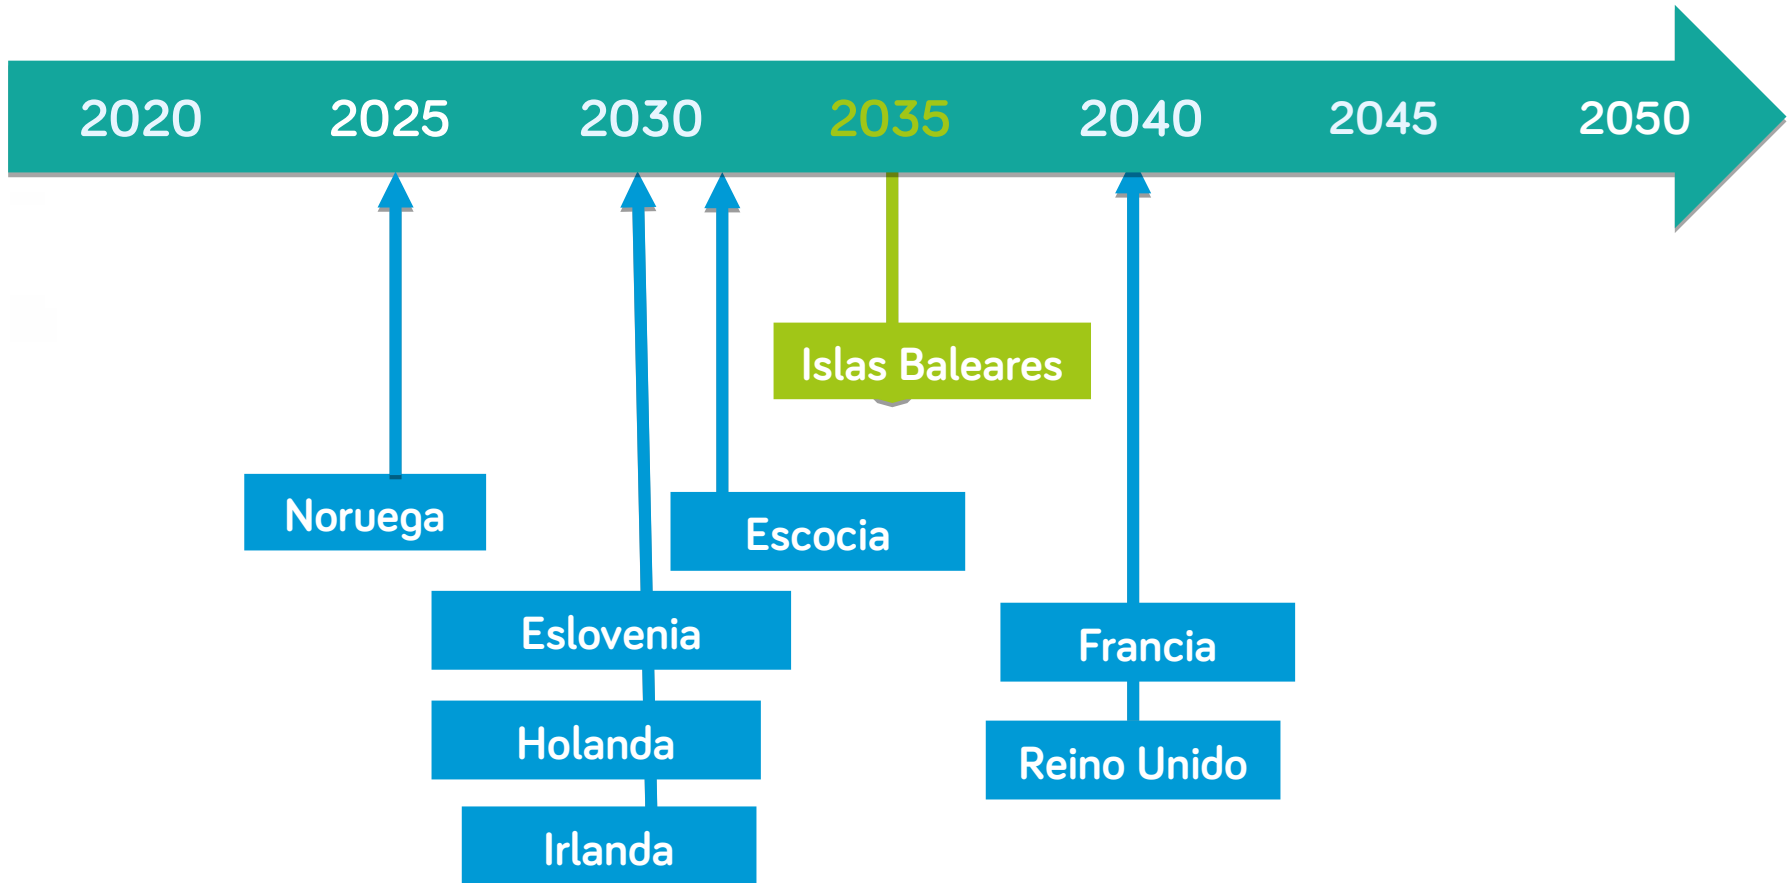 2020 2025 2030 2035 2040 2045 2050
Islas Baleares
Noruega
Escocia
Eslovenia
Francia
Holanda
Reino Unido
Irlanda